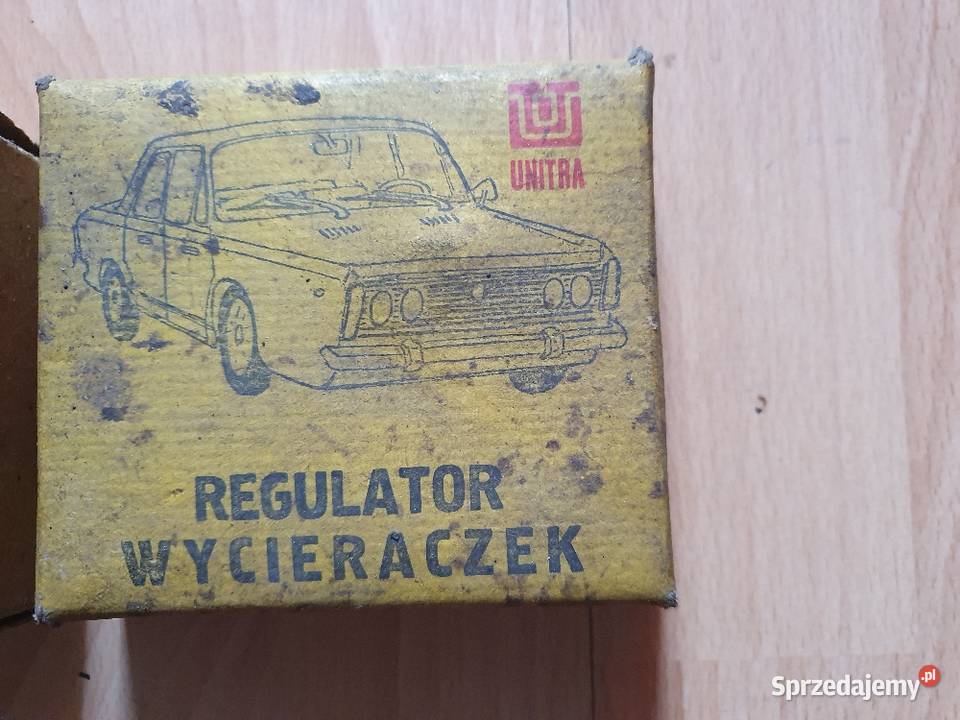 UNITRA
REGULATOR
WYCIERACZEK
Sprzedajemy.pl